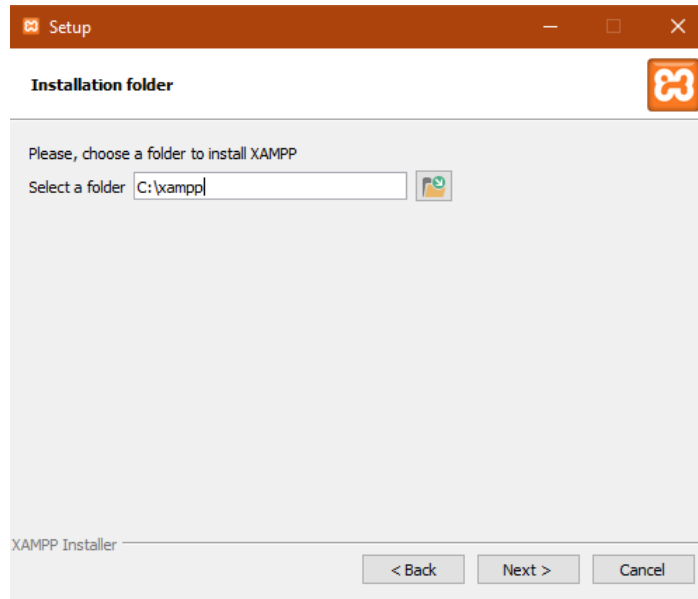 Setup
Installation folder
Please, choose a folder to install XAMPP
Select a folder C:\xampp
XAMPP Installer
< Back Next > Cancel